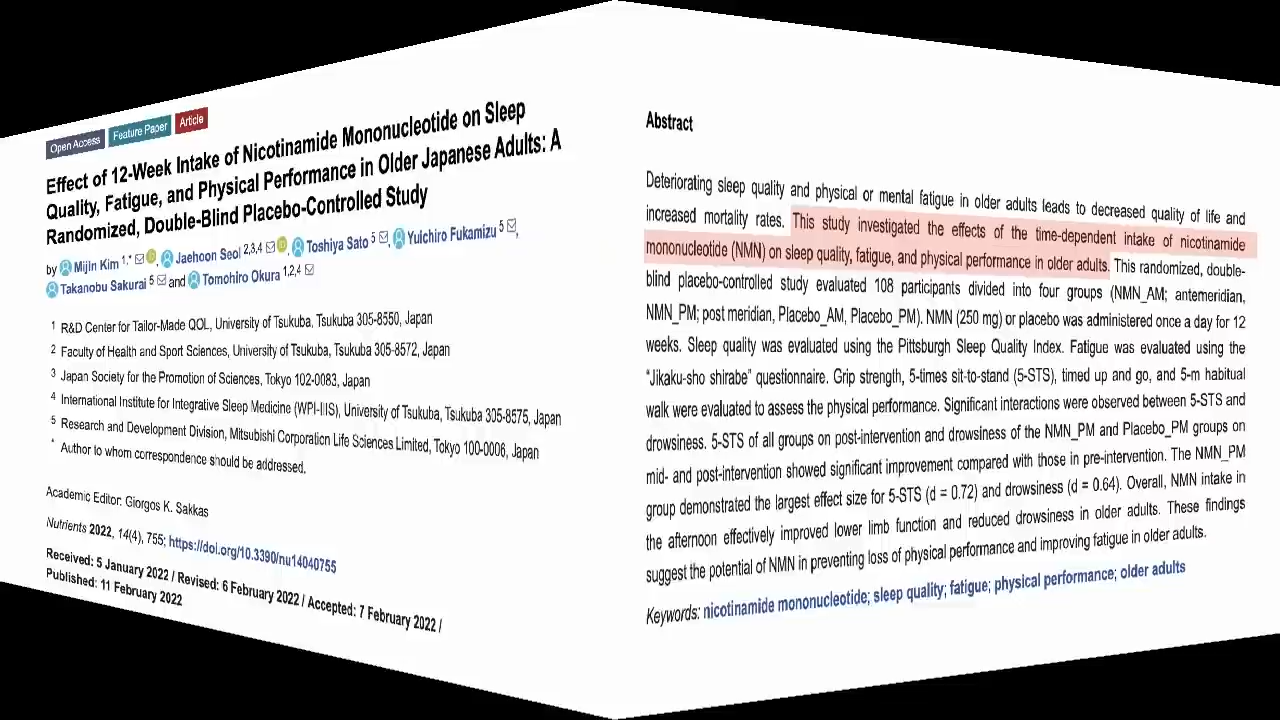 Open Access Feature Paper Article
Effect of 12-Week Intake of Nicotinamide Mononucleotide on Sleep
Quality, Fatigue, and Physical Performance in Older Japanese Adults: A
Randomized, Double-Blind Placebo-Controlled Study
by Mijin Kim 1,*, Jaehoon Seol 2,3,4, Toshiya Sato 5, Yuichiro Fukamizu 5,
Takanobu Sakurai 5 and Tomohiro Okura 1,2,4
1 R&D Center for Tailor-Made QOL, University of Tsukuba, Tsukuba 305-8550, Japan
2 Faculty of Health and Sport Sciences, University of Tsukuba, Tsukuba 305-8572, Japan
3 Japan Society for the Promotion of Sciences, Tokyo 102-0083, Japan
4 International Institute for Integrative Sleep Medicine (WPI-IIIS), University of Tsukuba, Tsukuba 305-8575, Japan
5 Research and Development Division, Mitsubishi Corporation Life Sciences Limited, Tokyo 100-0006, Japan
* Author to whom correspondence should be addressed.
Academic Editor: Giorgos K. Sakkas
Nutrients 2022, 14(4), 755; https://doi.org/10.3390/nu14040755
Received: 5 January 2022 / Revised: 6 February 2022 / Accepted: 7 February 2022 /
Published: 11 February 2022
Abstract
Deteriorating sleep quality and physical or mental fatigue in older adults leads to decreased quality of life and
increased mortality rates. This study investigated the effects of the time-dependent intake of nicotinamide
mononucleotide (NMN) on sleep quality, fatigue, and physical performance in older adults. This randomized, double-
blind placebo-controlled study evaluated 108 participants divided into four groups (NMN_AM; antemeridian,
NMN_PM; post meridian, Placebo_AM, Placebo_PM). NMN (250 mg) or placebo was administered once a day for 12
weeks. Sleep quality was evaluated using the Pittsburgh Sleep Quality Index. Fatigue was evaluated using the
“Jikaku-sho shirabe” questionnaire. Grip strength, 5-times sit-to-stand (5-STS), timed up and go, and 5-m habitual
walk were evaluated to assess the physical performance. Significant interactions were observed between 5-STS and
drowsiness. 5-STS of all groups on post-intervention and drowsiness of the NMN_PM and Placebo_PM groups on
mid- and post-intervention showed significant improvement compared with those in pre-intervention. The NMN_PM
group demonstrated the largest effect size for 5-STS (d = 0.72) and drowsiness (d = 0.64). Overall, NMN intake in
the afternoon effectively improved lower limb function and reduced drowsiness in older adults. These findings
suggest the potential of NMN in preventing loss of physical performance and improving fatigue in older adults.
Keywords: nicotinamide mononucleotide; sleep quality; fatigue; physical performance; older adults